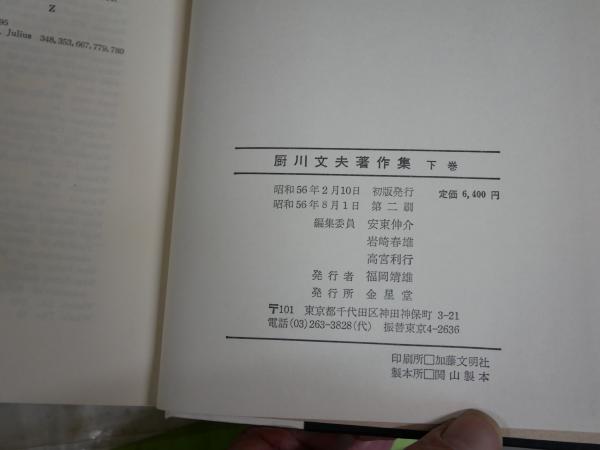 Z
95
. Julius 348,353,667,779,780
厨川文夫著作集 下巻
昭和56年2月10日 初版発行 定価 6,400 円
昭和56年8月1日 第二刷
編集委員 安東伸介
岩崎春雄
高宮利行
発行者 福岡靖雄
発行所 金星堂
〒101 東京都千代田区神田神保町 3-21
電話(03)263-3828(代) 振替東京4-2636
印刷所□加藤文明社
製本所□関山製本